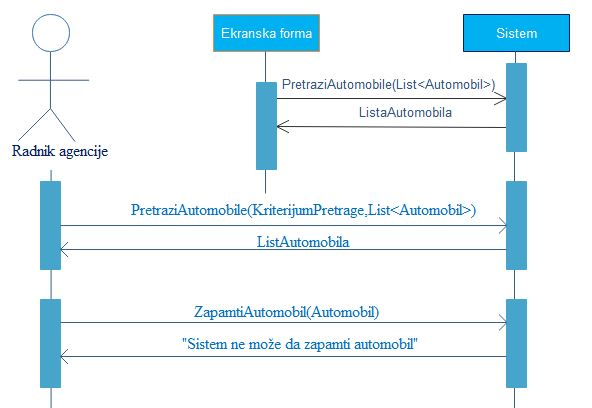 Ekranska forma
Sistem
PretraziAutomobile(List<Automobil>)
ListaAutomobila
Radnik agencije
PretraziAutomobile(KriterijumPretrage,List<Automobil>)
ListAutomobila
ZapamtiAutomobil(Automobil)
"Sistem ne može da zapamti automobil"